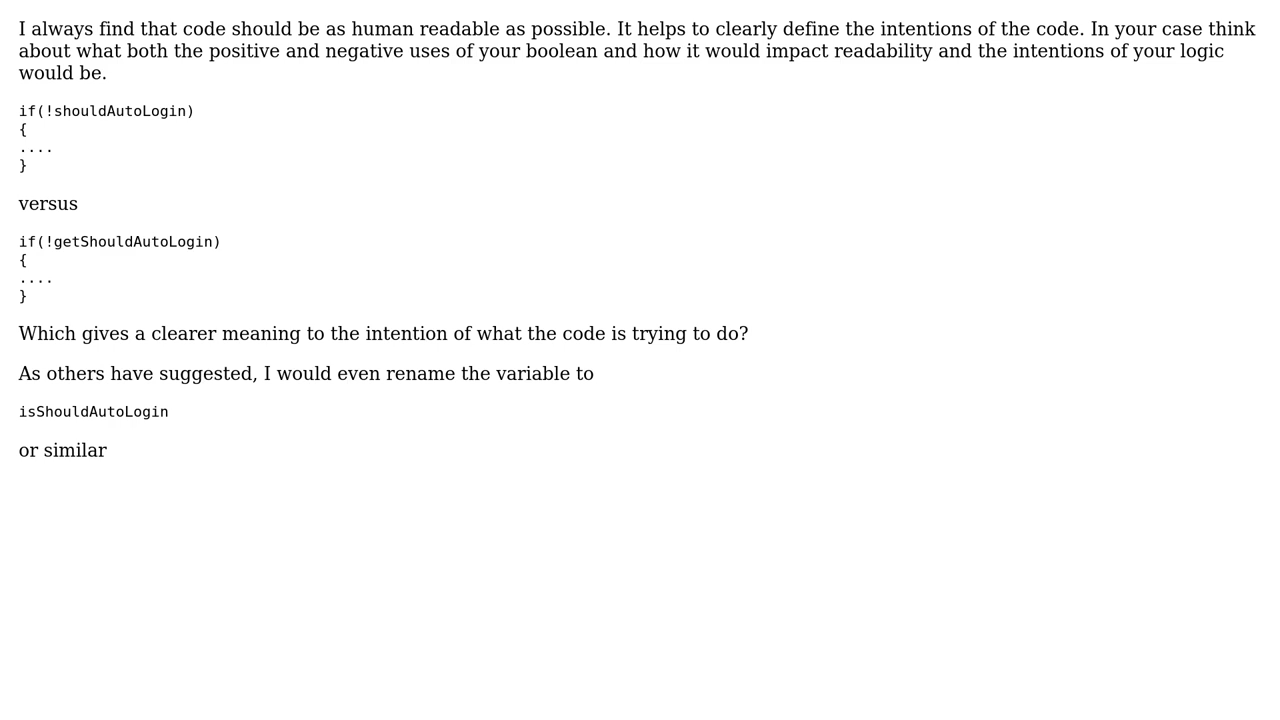 I always find that code should be as human readable as possible. It helps to clearly define the intentions of the code. In your case think
about what both the positive and negative uses of your boolean and how it would impact readability and the intentions of your logic
would be.
if(!shouldAutoLogin)
{
....
}
versus
if(!getShouldAutoLogin)
{
....
}
Which gives a clearer meaning to the intention of what the code is trying to do?
As others have suggested, I would even rename the variable to
isShouldAutoLogin
or similar